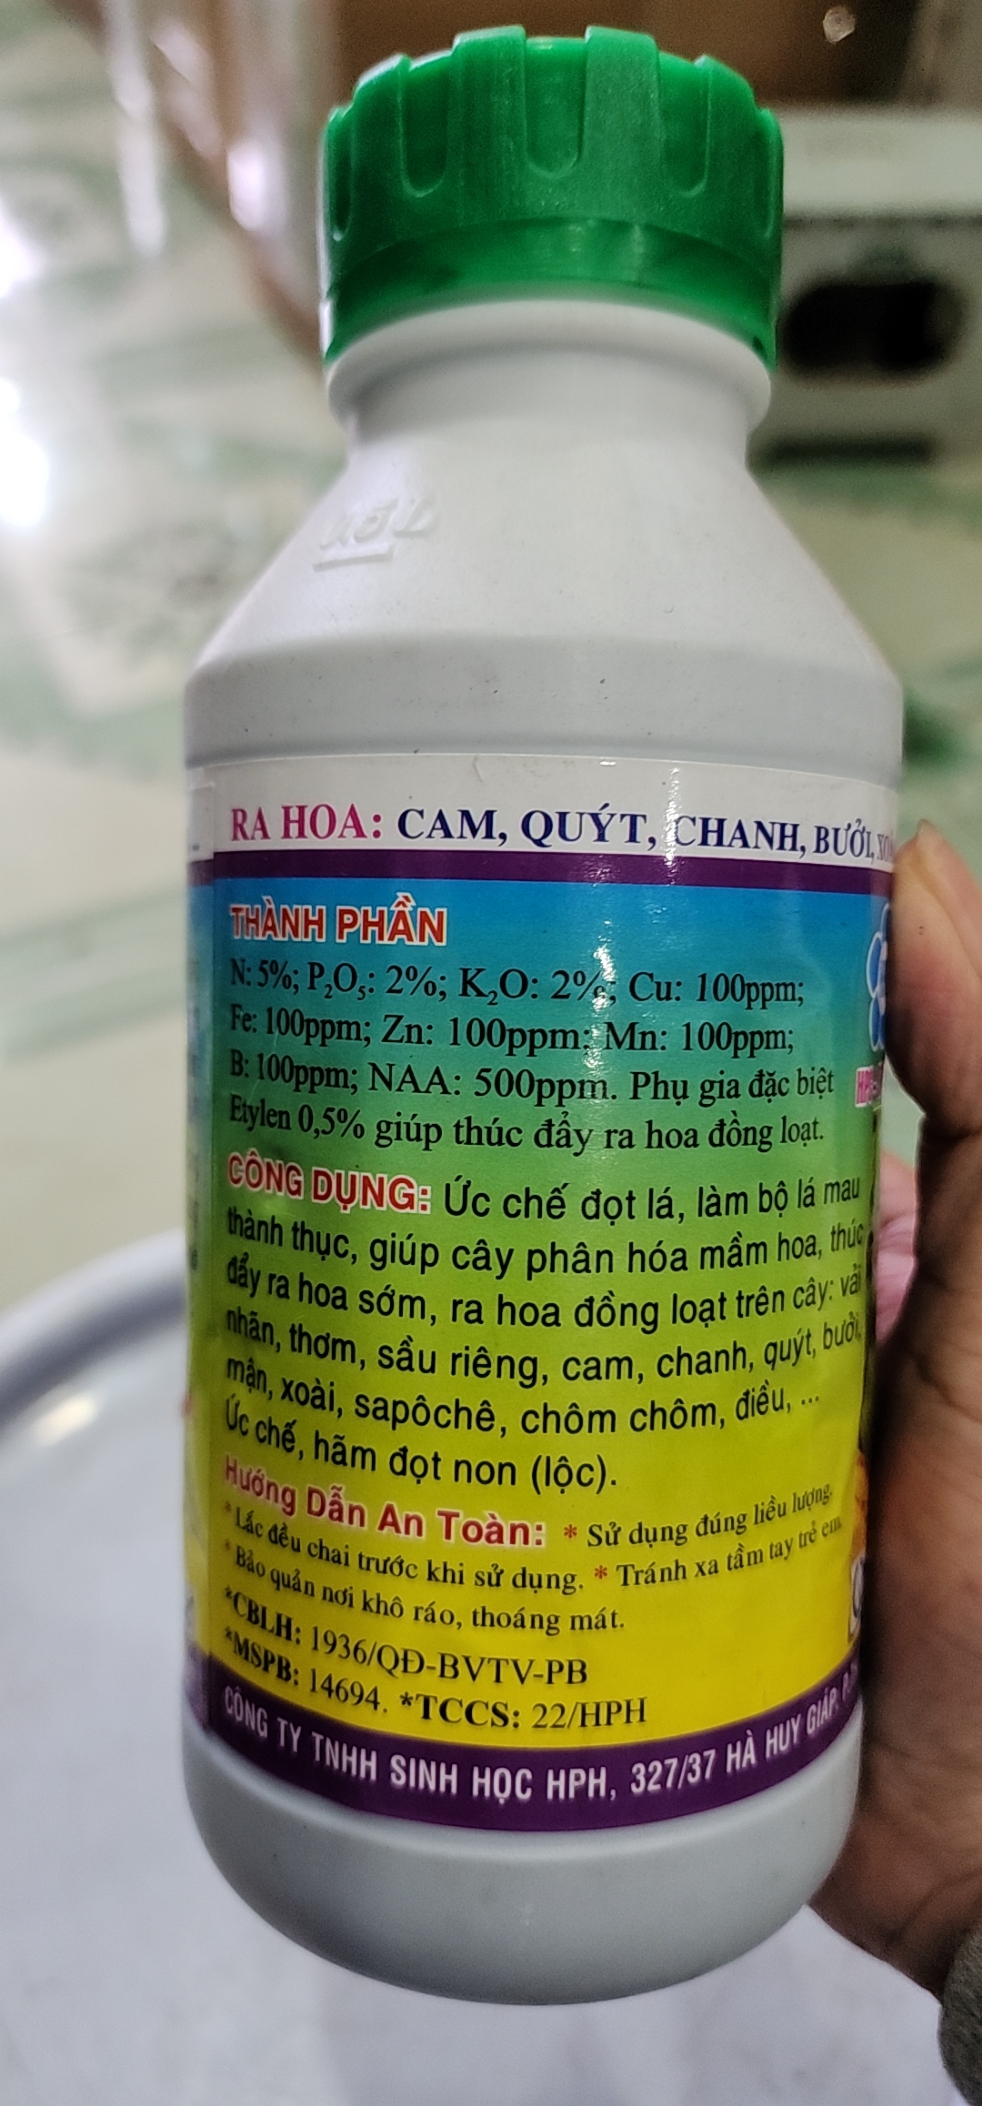 RA HOA: CAM, QUÝT, CHANH, BƯỞI,
THÀNH PHẦN
N: 5%; P₂O₅: 2%; K₂O: 2%; Cu: 100ppm;
Fe: 100ppm; Zn: 100ppm; Mn: 100ppm;
B: 100ppm; NAA: 500ppm. Phụ gia đặc biệt
Etylen 0,5% giúp thúc đẩy ra hoa đồng loạt.
CÔNG DỤNG: Ức chế đọt lá, làm bộ lá mau
thành thục, giúp cây phân hóa mầm hoa, thúc
đẩy ra hoa sớm, ra hoa đồng loạt trên cây: vải
nhãn, thơm, sầu riêng, cam, chanh, quýt, bưởi,
mận, xoài, sapôchê, chôm chôm, điều, ...
Ức chế, hãm đọt non (lộc).
Hướng Dẫn An Toàn: * Sử dụng đúng liều lượng.
* Lắc đều chai trước khi sử dụng. * Tránh xa tầm tay trẻ em.
* Bảo quản nơi khô ráo, thoáng mát.
*CBLH: 1936/QĐ-BVTV-PB
*MSPB: 14694. *TCCS: 22/HPH
CÔNG TY TNHH SINH HỌC HPH, 327/37 HÀ HUY GIÁP,